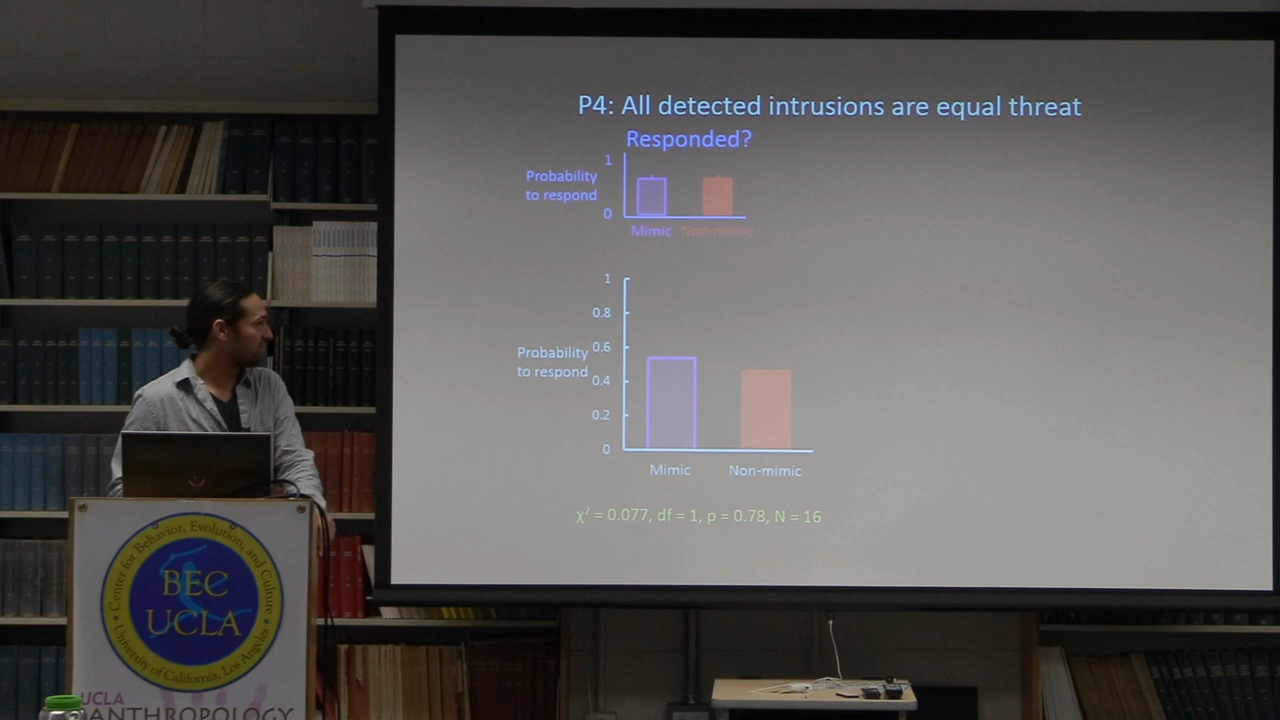 P4: All detected intrusions are equal threat
Responded?
1
Probability
to respond
0
Mimic Non-mimic
1
0.8
0.6
Probability
to respond
0.4
0.2
0
Mimic Non-mimic
χ² = 0.077, df = 1, p = 0.78, N = 16
Center for Behavior, Evolution, and Culture
BEC
UCLA
University of California, Los Angeles
UCLA
ANTHROPOLOGY